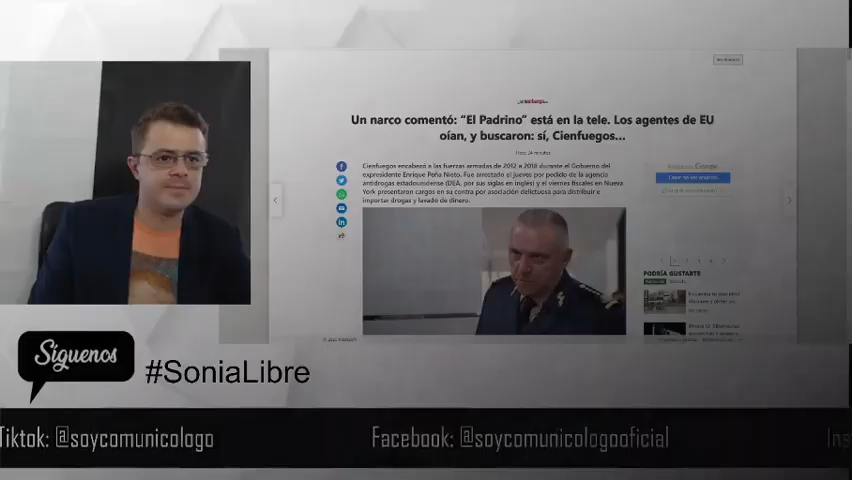 Un narco comentó: "El Padrino" está en la tele. Los agentes de EU
oían, y buscaron: sí, Cienfuegos...
Cienfuegos encabezó a las fuerzas armadas de 2012 a 2018 durante el Gobierno del
expresidente Enrique Peña Nieto. Fue arrestado el jueves por pedido de la agencia
antidrogas estadounidense (DEA, por sus siglas en inglés) y el viernes fiscales en Nueva
York presentaron cargos en su contra por asociación delictuosa para distribuir e
importar drogas y lavado de dinero.
Google
PODRÍA GUSTARTE
Síguenos
#SoniaLibre
Tiktok: @soycomunicologo
Facebook: @soycomunicologooficial
Ins